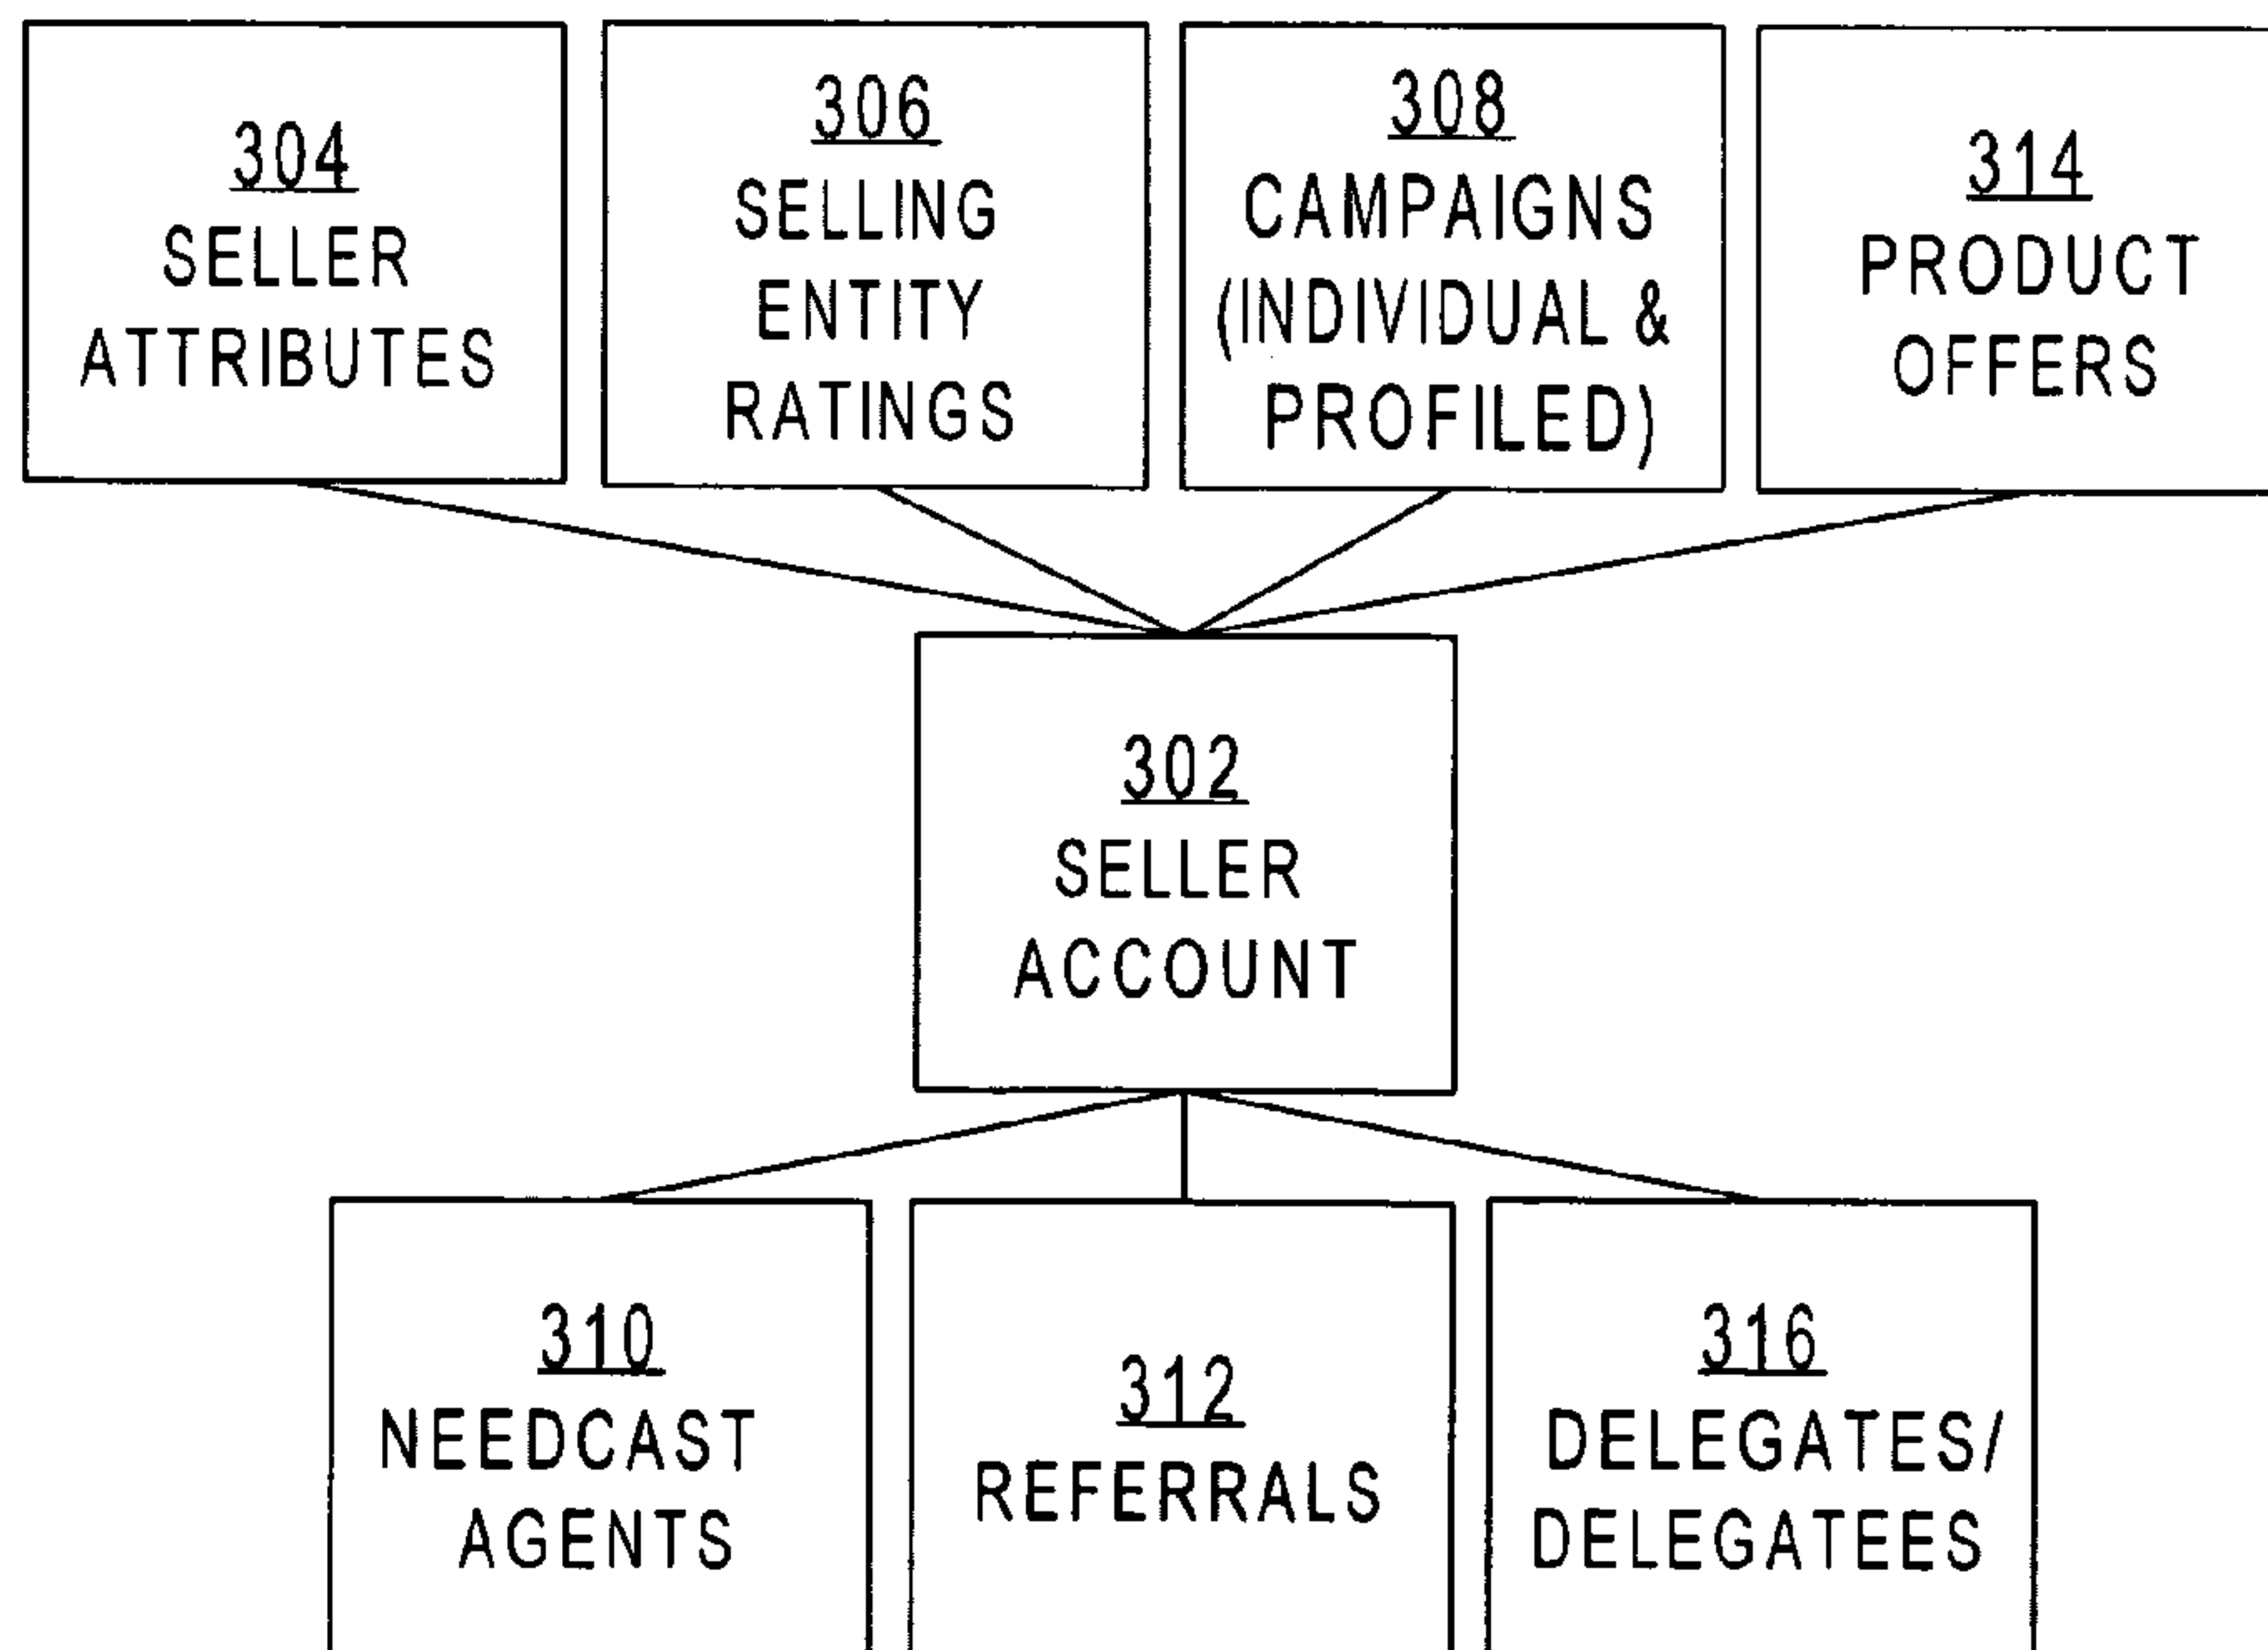 304
SELLER
ATTRIBUTES
306
SELLING
ENTITY
RATINGS
308
CAMPAIGNS
(INDIVIDUAL &
PROFILED)
314
PRODUCT
OFFERS
302
SELLER
ACCOUNT
310
NEEDCAST
AGENTS
312
REFERRALS
316
DELEGATES/
DELEGATEES